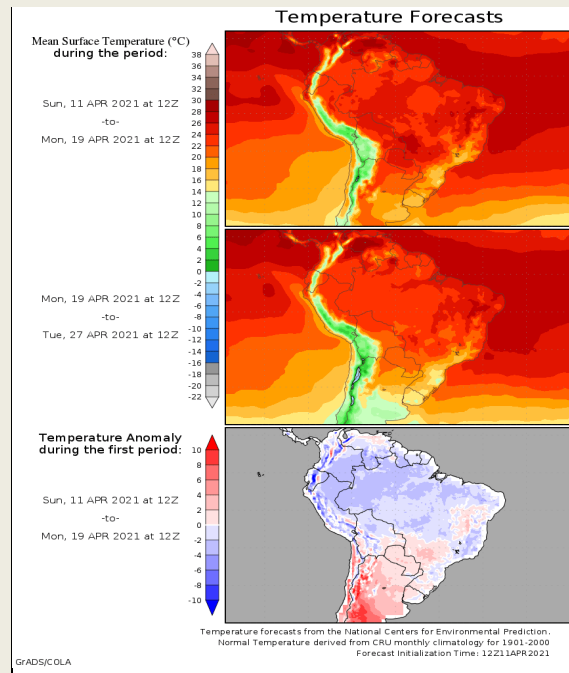 Temperature Forecasts
Mean Surface Temperature (°C)
during the period:
Sun, 11 APR 2021 at 12Z
-to-
Mon, 19 APR 2021 at 12Z
38
36
34
32
30
28
26
24
22
20
18
16
14
12
10
8
6
4
2
0
-2
-4
-6
-8
-10
-12
-14
-16
-18
-20
-22
Mon, 19 APR 2021 at 12Z
-to-
Tue, 27 APR 2021 at 12Z
Temperature Anomaly
during the first period:
Sun, 11 APR 2021 at 12Z
-to-
Mon, 19 APR 2021 at 12Z
10
8
6
4
2
0
-2
-4
-6
-8
-10
Temperature forecasts from the National Centers for Environmental Prediction.
Normal Temperature derived from CRU monthly climatology for 1901-2000
Forecast Initialization Time: 12Z11APR2021
GrADS/COLA